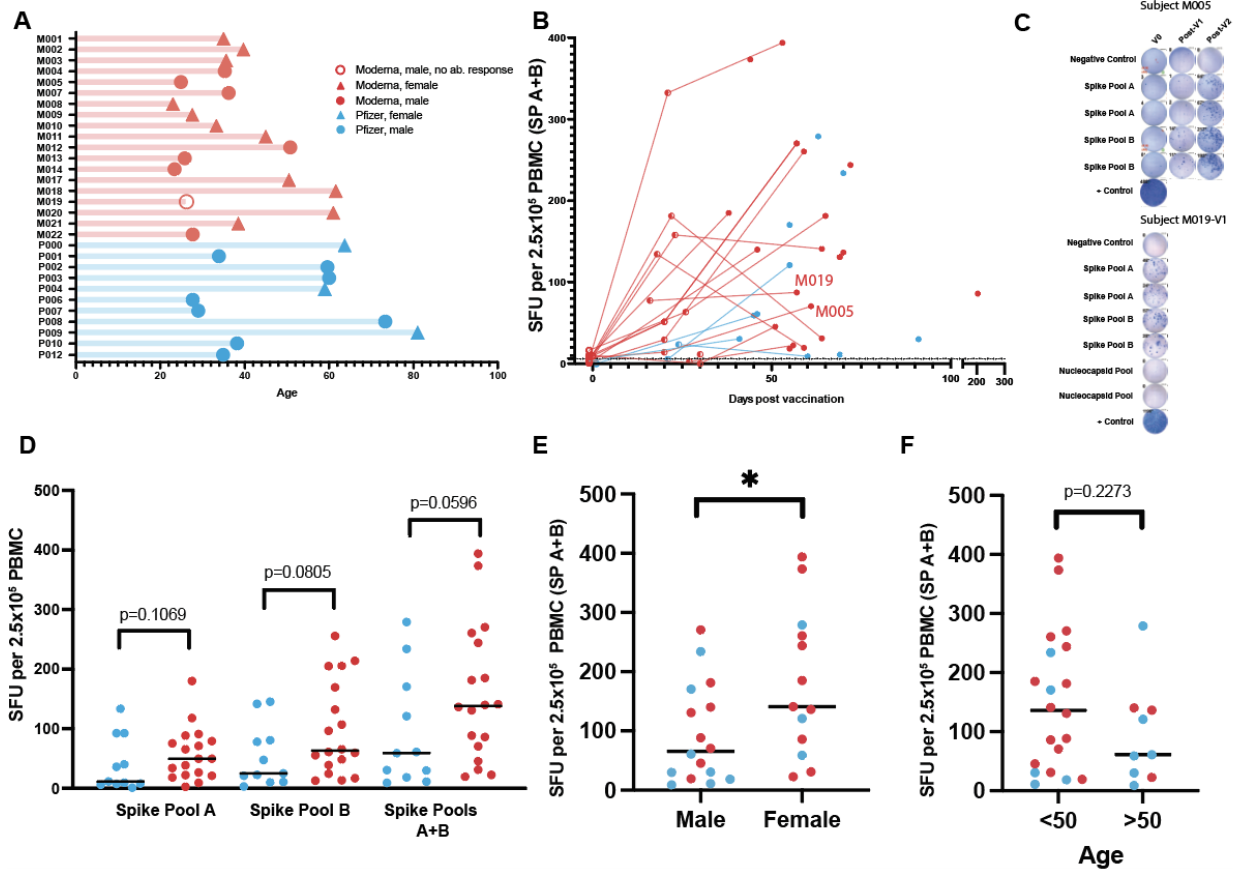 A
M001
M002
M003
M004
M005
M007
M008
M009
M010
M011
M012
M013
M014
M017
M018
M019
M020
M021
M022
P000
P001
P002
P003
P004
P006
P007
P008
P009
P010
P012
0 20 40 60 80 100
Age
Moderna, male, no ab. response
Moderna, female
Moderna, male
Pfizer, female
Pfizer, male
B
SFU per 2.5x10⁵ PBMC (SP A+B)
400
300
200
100
0
M019
M005
0 50 100 200 300
Days post vaccination
C
Subject M005
V0 Post-V1 Post-V2
Negative Control
Spike Pool A
Spike Pool A
Spike Pool B
Spike Pool B
+ Control
Subject M019-V1
Negative Control
Spike Pool A
Spike Pool A
Spike Pool B
Spike Pool B
Nucleocapsid Pool
Nucleocapsid Pool
+ Control
D
SFU per 2.5x10⁵ PBMC
500
400
300
200
100
0
p=0.1069
p=0.0805
p=0.0596
Spike Pool A
Spike Pool B
Spike Pools
A+B
E
SFU per 2.5x10⁵ PBMC (SP A+B)
500
400
300
200
100
0
*
Male Female
F
SFU per 2.5x10⁵ PBMC (SP A+B)
500
400
300
200
100
0
p=0.2273
<50 >50
Age